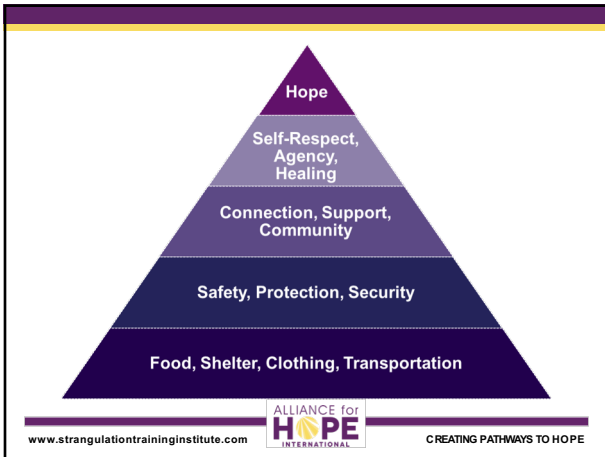 Hope
Self-Respect,
Agency,
Healing
Connection, Support,
Community
Safety, Protection, Security
Food, Shelter, Clothing, Transportation
www.strangulationtraininginstitute.com
ALLIANCE for
HOPE
INTERNATIONAL
CREATING PATHWAYS TO HOPE